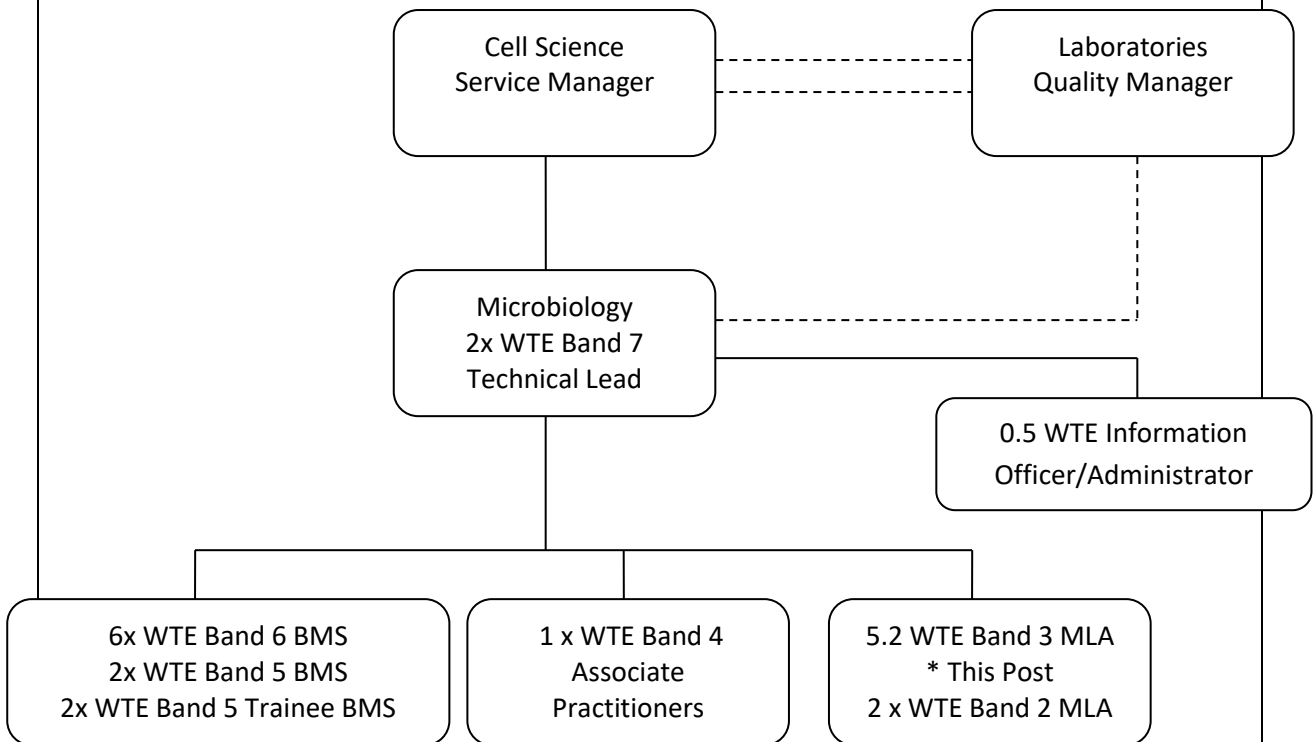 Cell Science
Service Manager
Laboratories
Quality Manager
Microbiology
2x WTE Band 7
Technical Lead
0.5 WTE Information
Officer/Administrator
6x WTE Band 6 BMS
2x WTE Band 5 BMS
2x WTE Band 5 Trainee BMS
1 x WTE Band 4
Associate
Practitioners
5.2 WTE Band 3 MLA
* This Post
2 x WTE Band 2 MLA